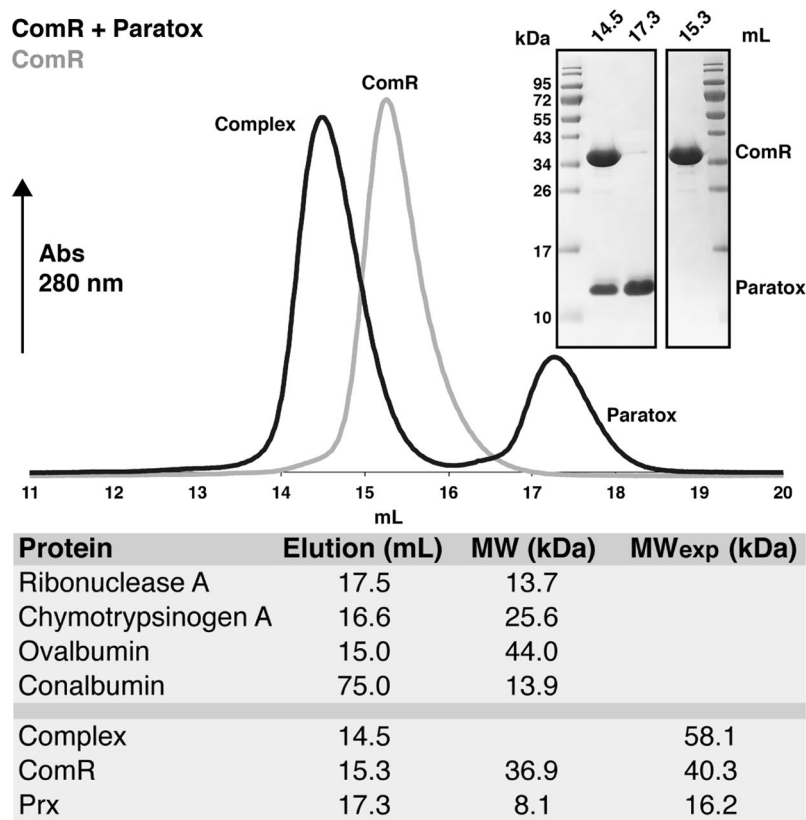 ComR + Paratox
ComR
Complex
ComR
Paratox
Abs
280 nm
11 12 13 14 15 16 17 18 19 20
mL
kDa 14.5 17.3 15.3 mL
95
72
55
43
34
26
17
10
ComR
Paratox
Protein Elution (mL) MW (kDa) MWexp (kDa)
Ribonuclease A 17.5 13.7
Chymotrypsinogen A 16.6 25.6
Ovalbumin 15.0 44.0
Conalbumin 75.0 13.9
Complex 14.5 58.1
ComR 15.3 36.9 40.3
Prx 17.3 8.1 16.2